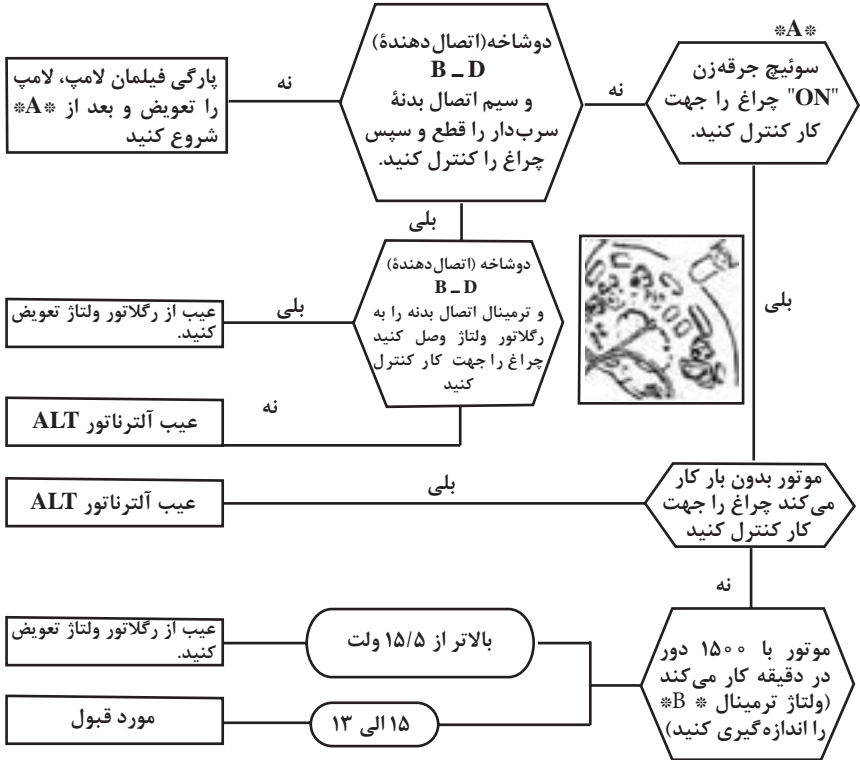 *A*
سوئیچ جرقه‌زن
"ON" چراغ را جهت
کار کنترل کنید.
نه
دوشاخه(اتصال‌دهندهٔ)
B – D
و سیم اتصال بدنهٔ
سرب‌دار را قطع و سپس
چراغ را کنترل کنید.
نه
پارگی فیلمان لامپ، لامپ
را تعویض و بعد از *A*
شروع کنید
بلی
دوشاخه (اتصال‌دهندهٔ)
B – D
و ترمینال اتصال بدنه را به
رگلاتور ولتاژ وصل کنید
چراغ را جهت کار کنترل
کنید
بلی
عیب از رگلاتور ولتاژ تعویض
کنید.
نه
عیب آلترناتور ALT
بلی
موتور بدون بار کار
می‌کند چراغ را جهت
کار کنترل کنید
بلی
عیب آلترناتور ALT
نه
موتور با ۱۵۰۰ دور
در دقیقه کار می‌کند
(ولتاژ ترمینال * B*
را اندازه‌گیری کنید)
بالاتر از ۱۵/۵ ولت
عیب از رگلاتور ولتاژ تعویض
کنید.
۱۵ الی ۱۳
مورد قبول